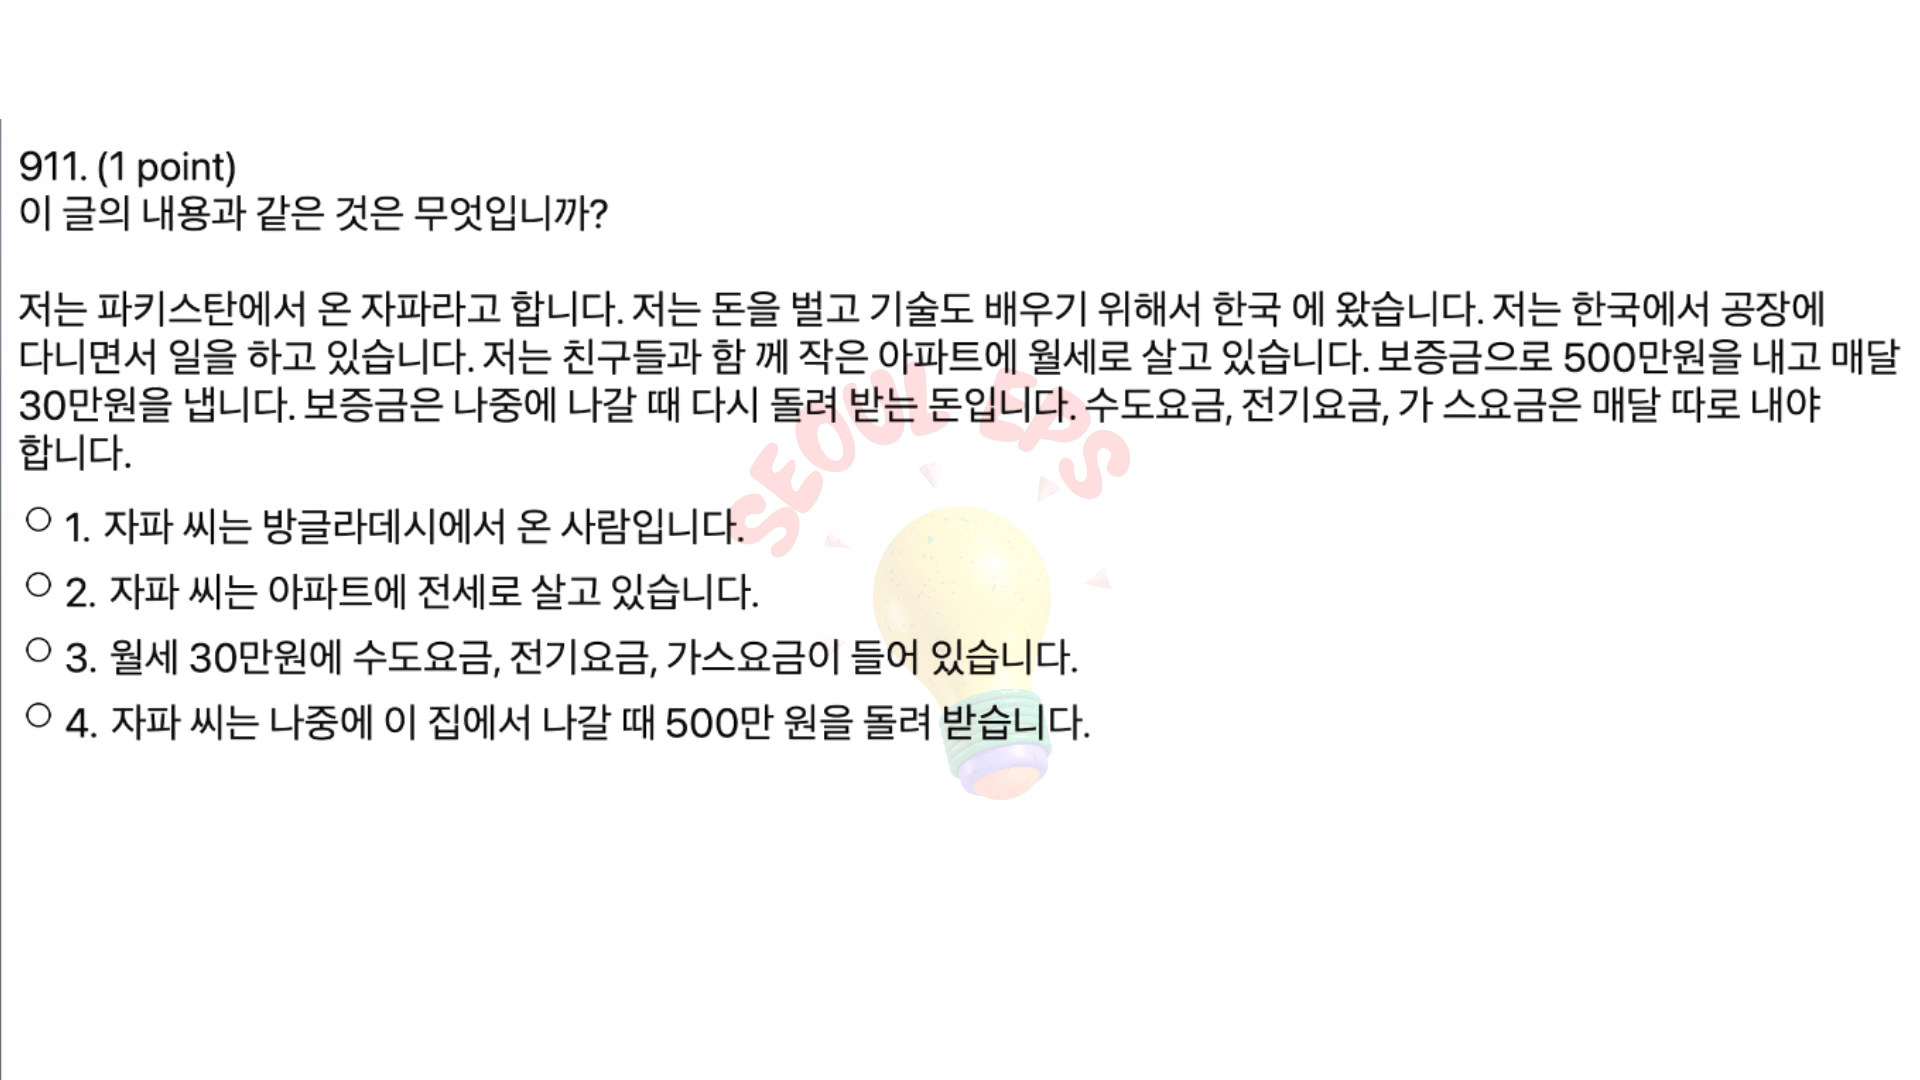 911. (1 point)
이 글의 내용과 같은 것은 무엇입니까?
저는 파키스탄에서 온 자파라고 합니다. 저는 돈을 벌고 기술도 배우기 위해서 한국 에 왔습니다. 저는 한국에서 공장에
다니면서 일을 하고 있습니다. 저는 친구들과 함 께 작은 아파트에 월세로 살고 있습니다. 보증금으로 500만원을 내고 매달
30만원을 냅니다. 보증금은 나중에 나갈 때 다시 돌려 받는 돈입니다. 수도요금, 전기요금, 가 스요금은 매달 따로 내야
합니다.
SEOUL EPS
1. 자파 씨는 방글라데시에서 온 사람입니다.
2. 자파 씨는 아파트에 전세로 살고 있습니다.
3. 월세 30만원에 수도요금, 전기요금, 가스요금이 들어 있습니다.
4. 자파 씨는 나중에 이 집에서 나갈 때 500만 원을 돌려 받습니다.